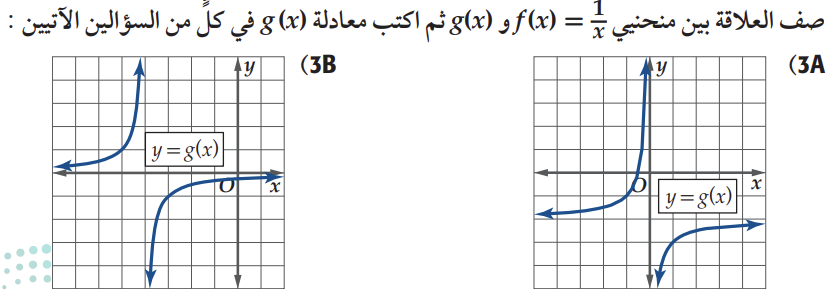 صف العلاقة بين منحنيي f(x) = 1/x و g(x) ثم اكتب معادلة g(x) في كلٍّ من السؤالين الآتيين :
(3A
y
O
x
y = g(x)
(3B
y
y = g(x)
O
x